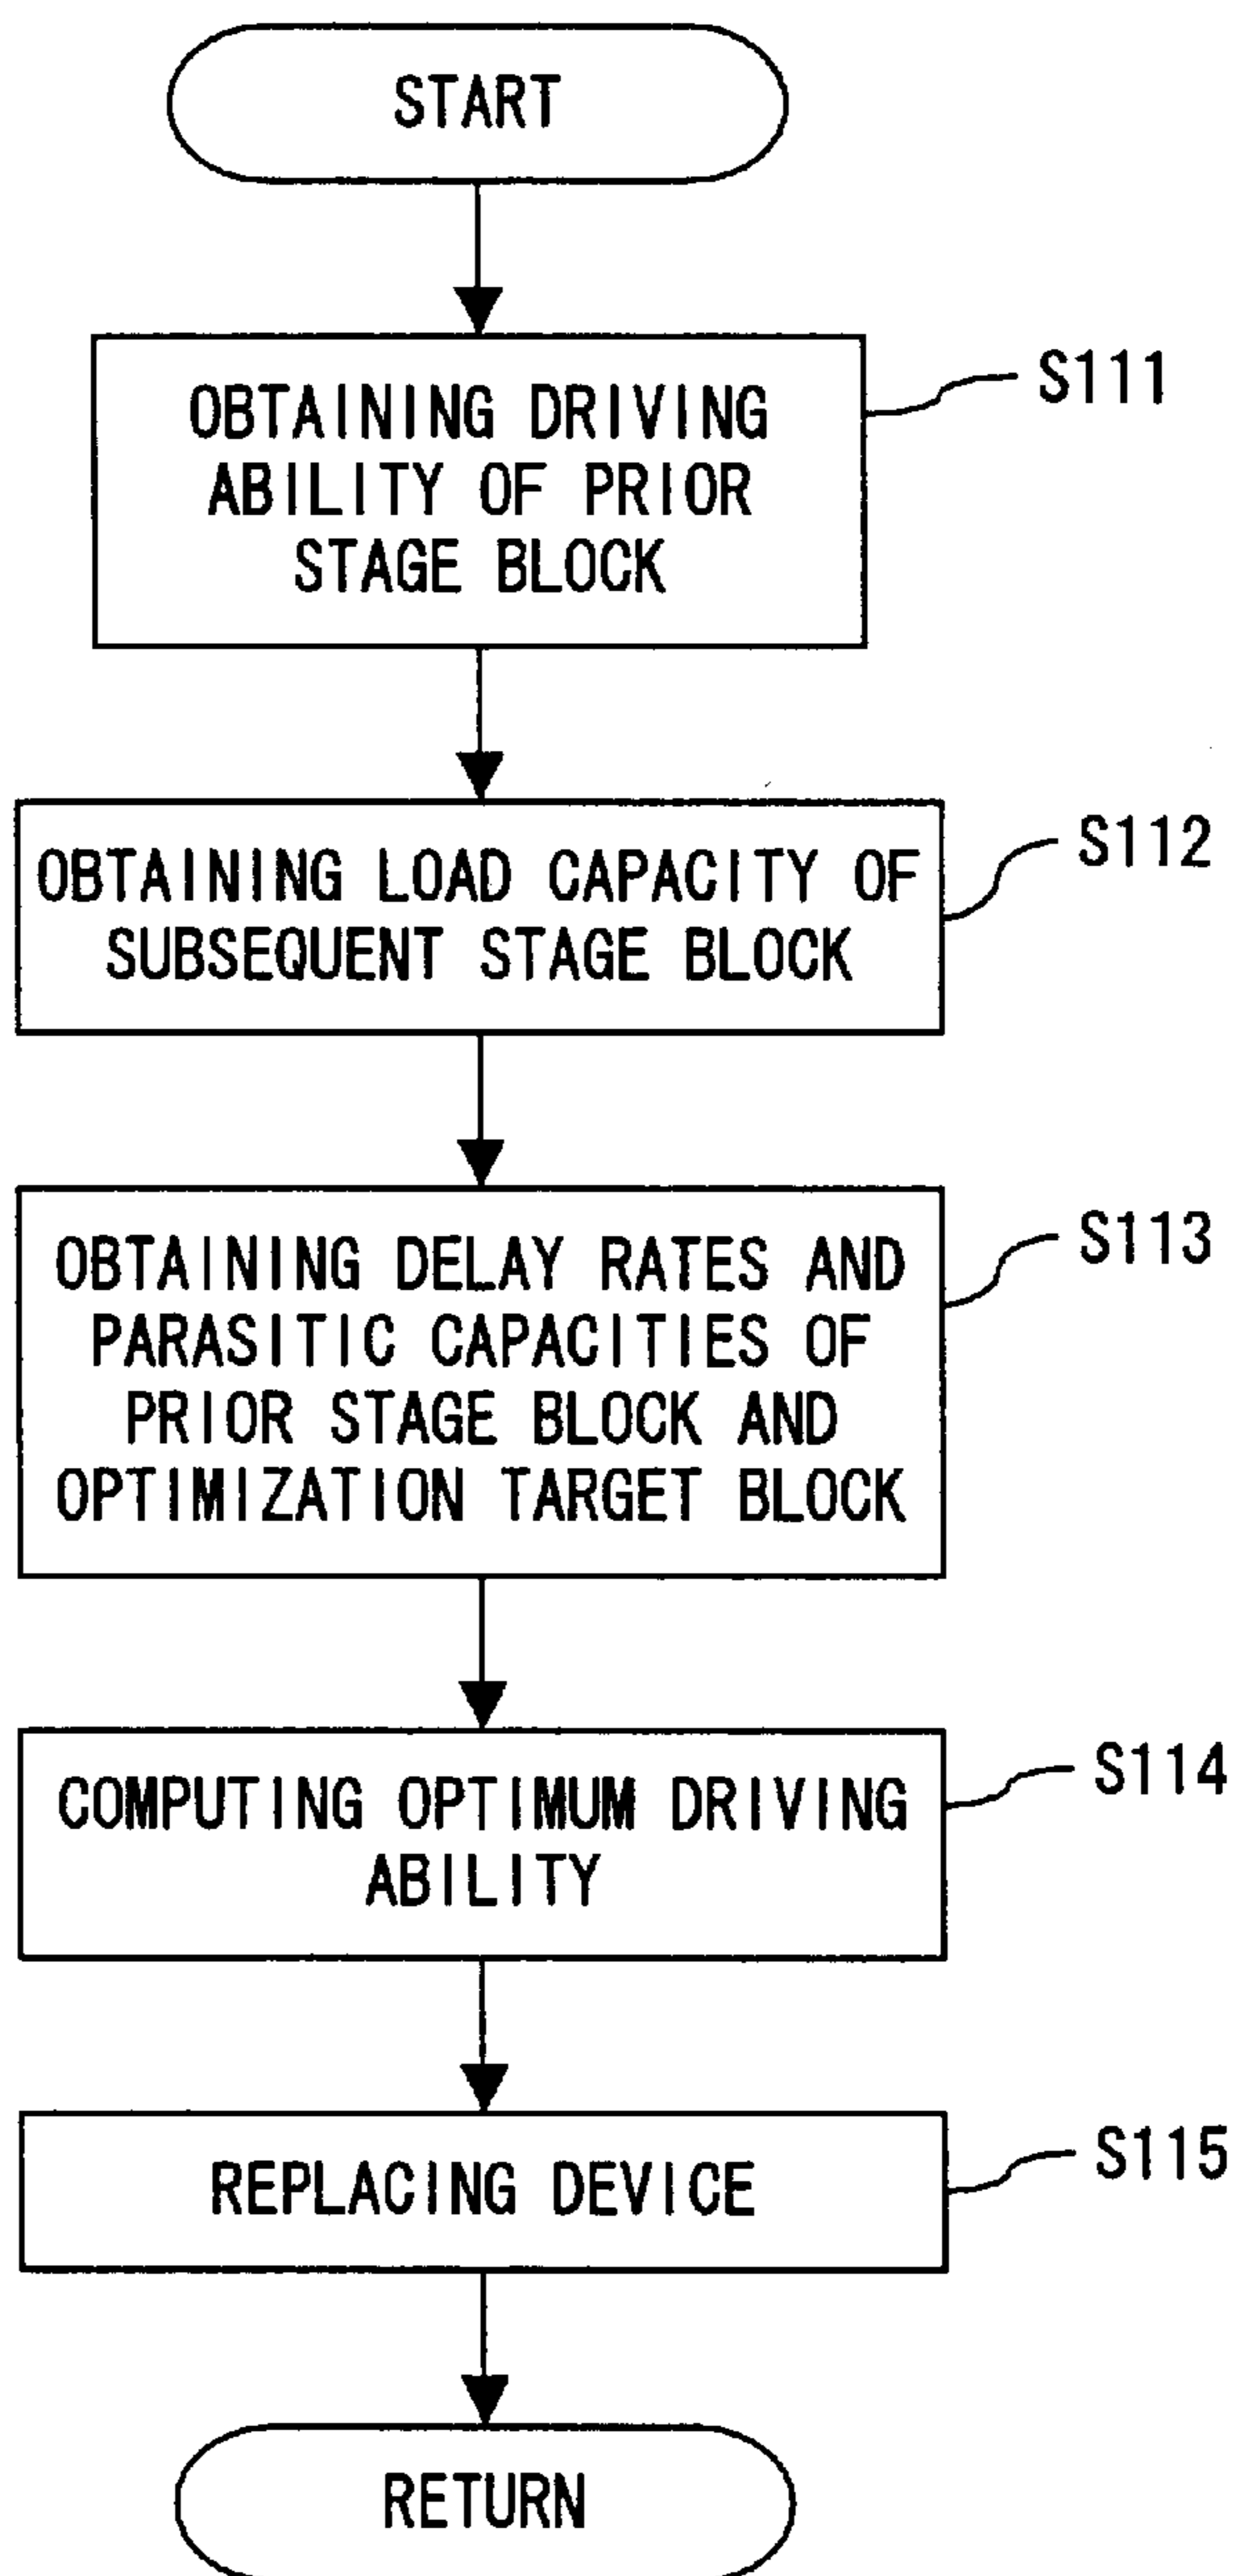 START
OBTAINING DRIVING
ABILITY OF PRIOR
STAGE BLOCK
S111
OBTAINING LOAD CAPACITY OF
SUBSEQUENT STAGE BLOCK
S112
OBTAINING DELAY RATES AND
PARASITIC CAPACITIES OF
PRIOR STAGE BLOCK AND
OPTIMIZATION TARGET BLOCK
S113
COMPUTING OPTIMUM DRIVING
ABILITY
S114
REPLACING DEVICE
S115
RETURN